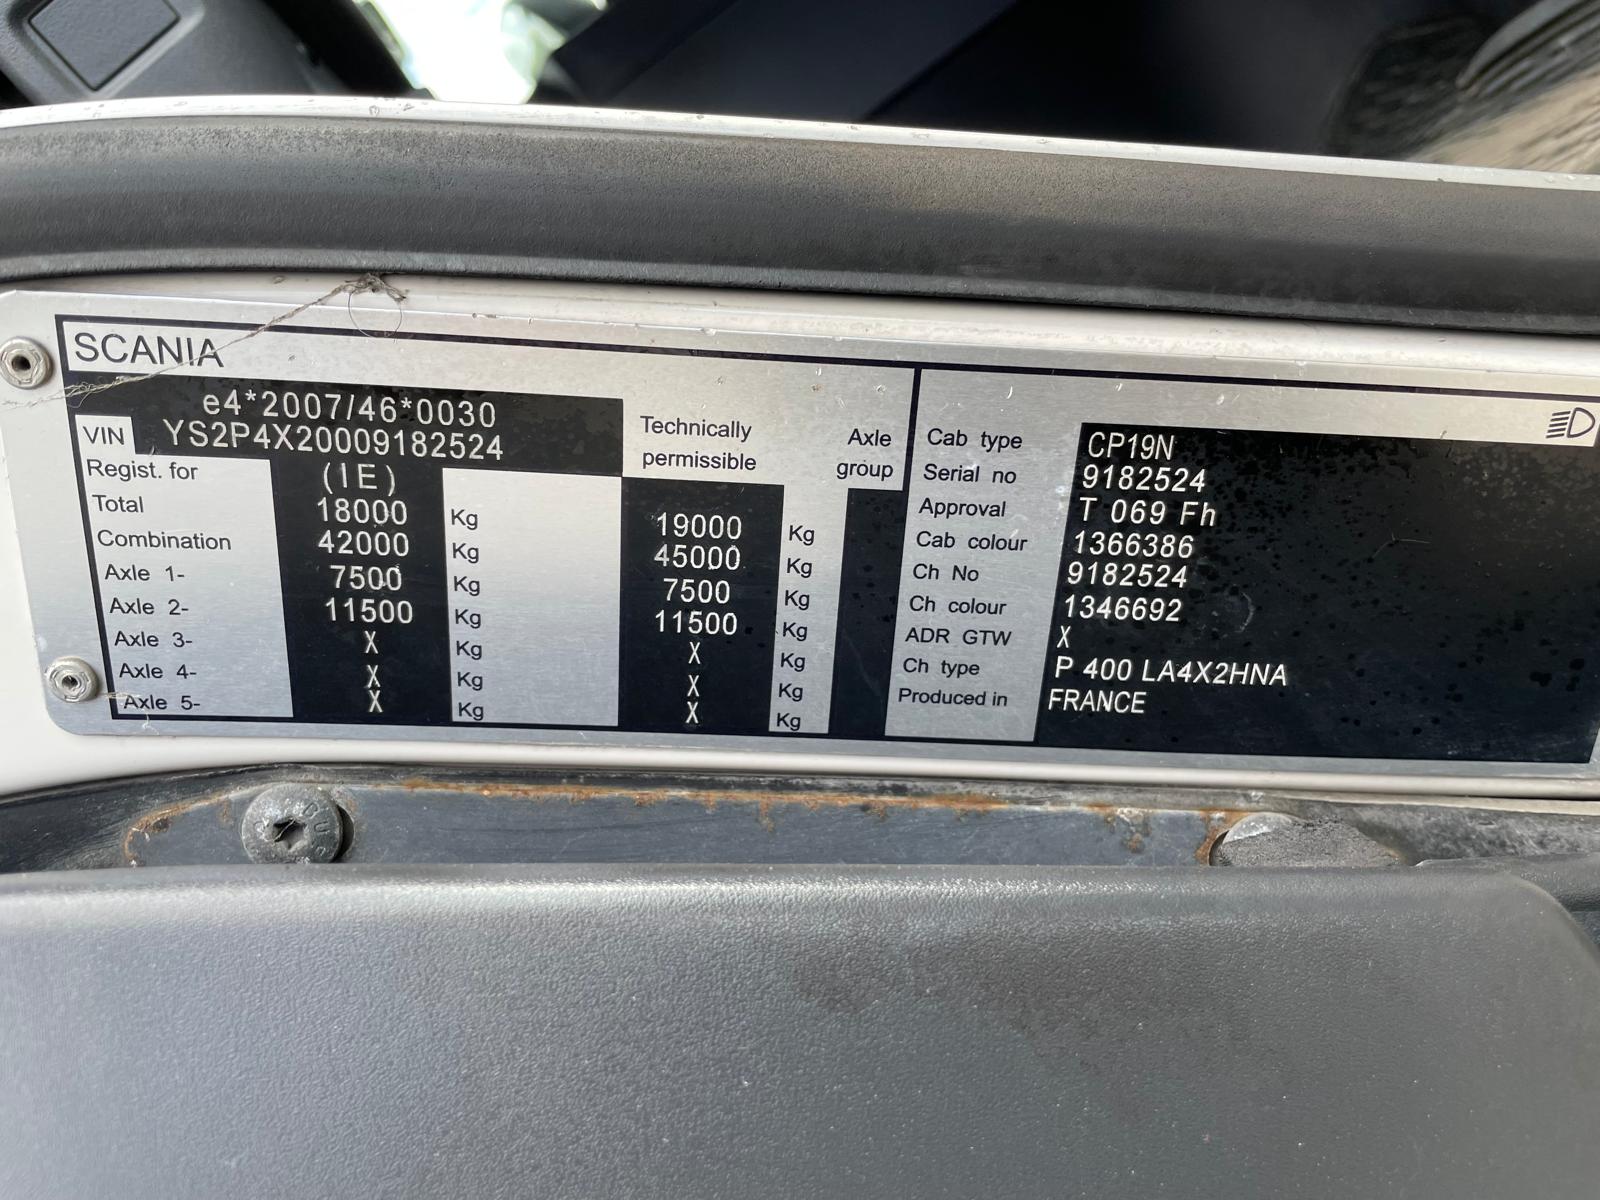 SCANIA
e4*2007/46*0030
VIN YS2P4X20009182524
Technically permissible
Axle group
Regist. for (IE)
Total 18000 Kg 19000 Kg
Combination 42000 Kg 45000 Kg
Axle 1- 7500 Kg 7500 Kg
Axle 2- 11500 Kg 11500 Kg
Axle 3- X Kg X Kg
Axle 4- X Kg X Kg
Axle 5- X Kg X Kg
Cab type CP19N
Serial no 9182524
Approval T 069 Fh
Cab colour 1366386
Ch No 9182524
Ch colour 1346692
ADR GTW X
Ch type P 400 LA4X2HNA
Produced in FRANCE